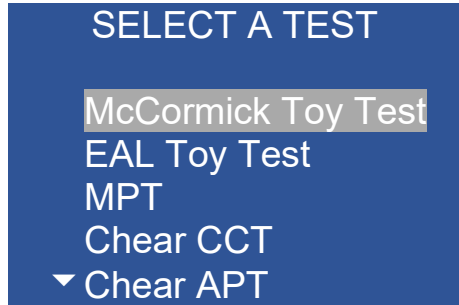 SELECT A TEST
McCormick Toy Test
EAL Toy Test
MPT
Chear CCT
Chear APT